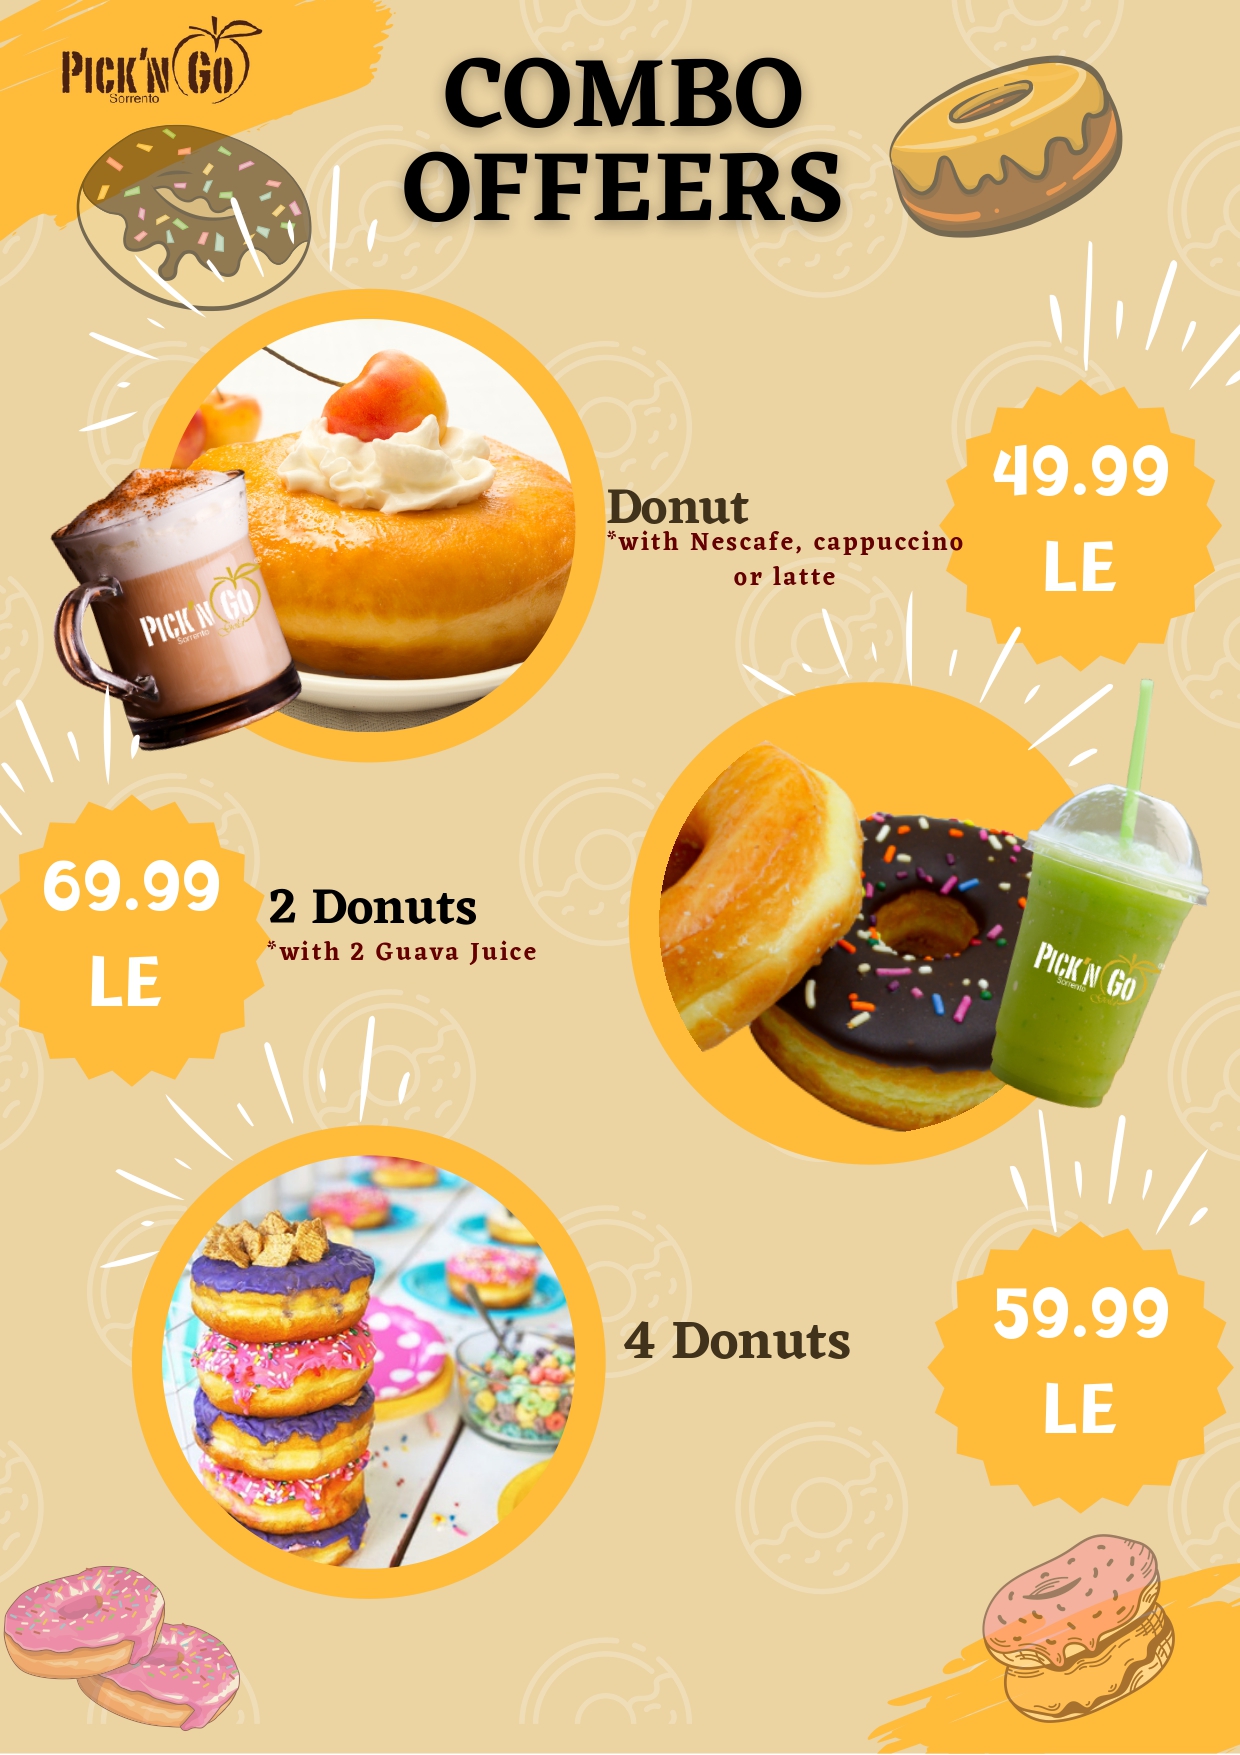 PICK'N GO
Sorrento
COMBO
OFFEERS
Donut
*with Nescafe, cappuccino
or latte
49.99
LE
PICK'N GO
Sorrento
69.99
LE
2 Donuts
*with 2 Guava Juice
PICK'N GO
Sorrento
4 Donuts
59.99
LE